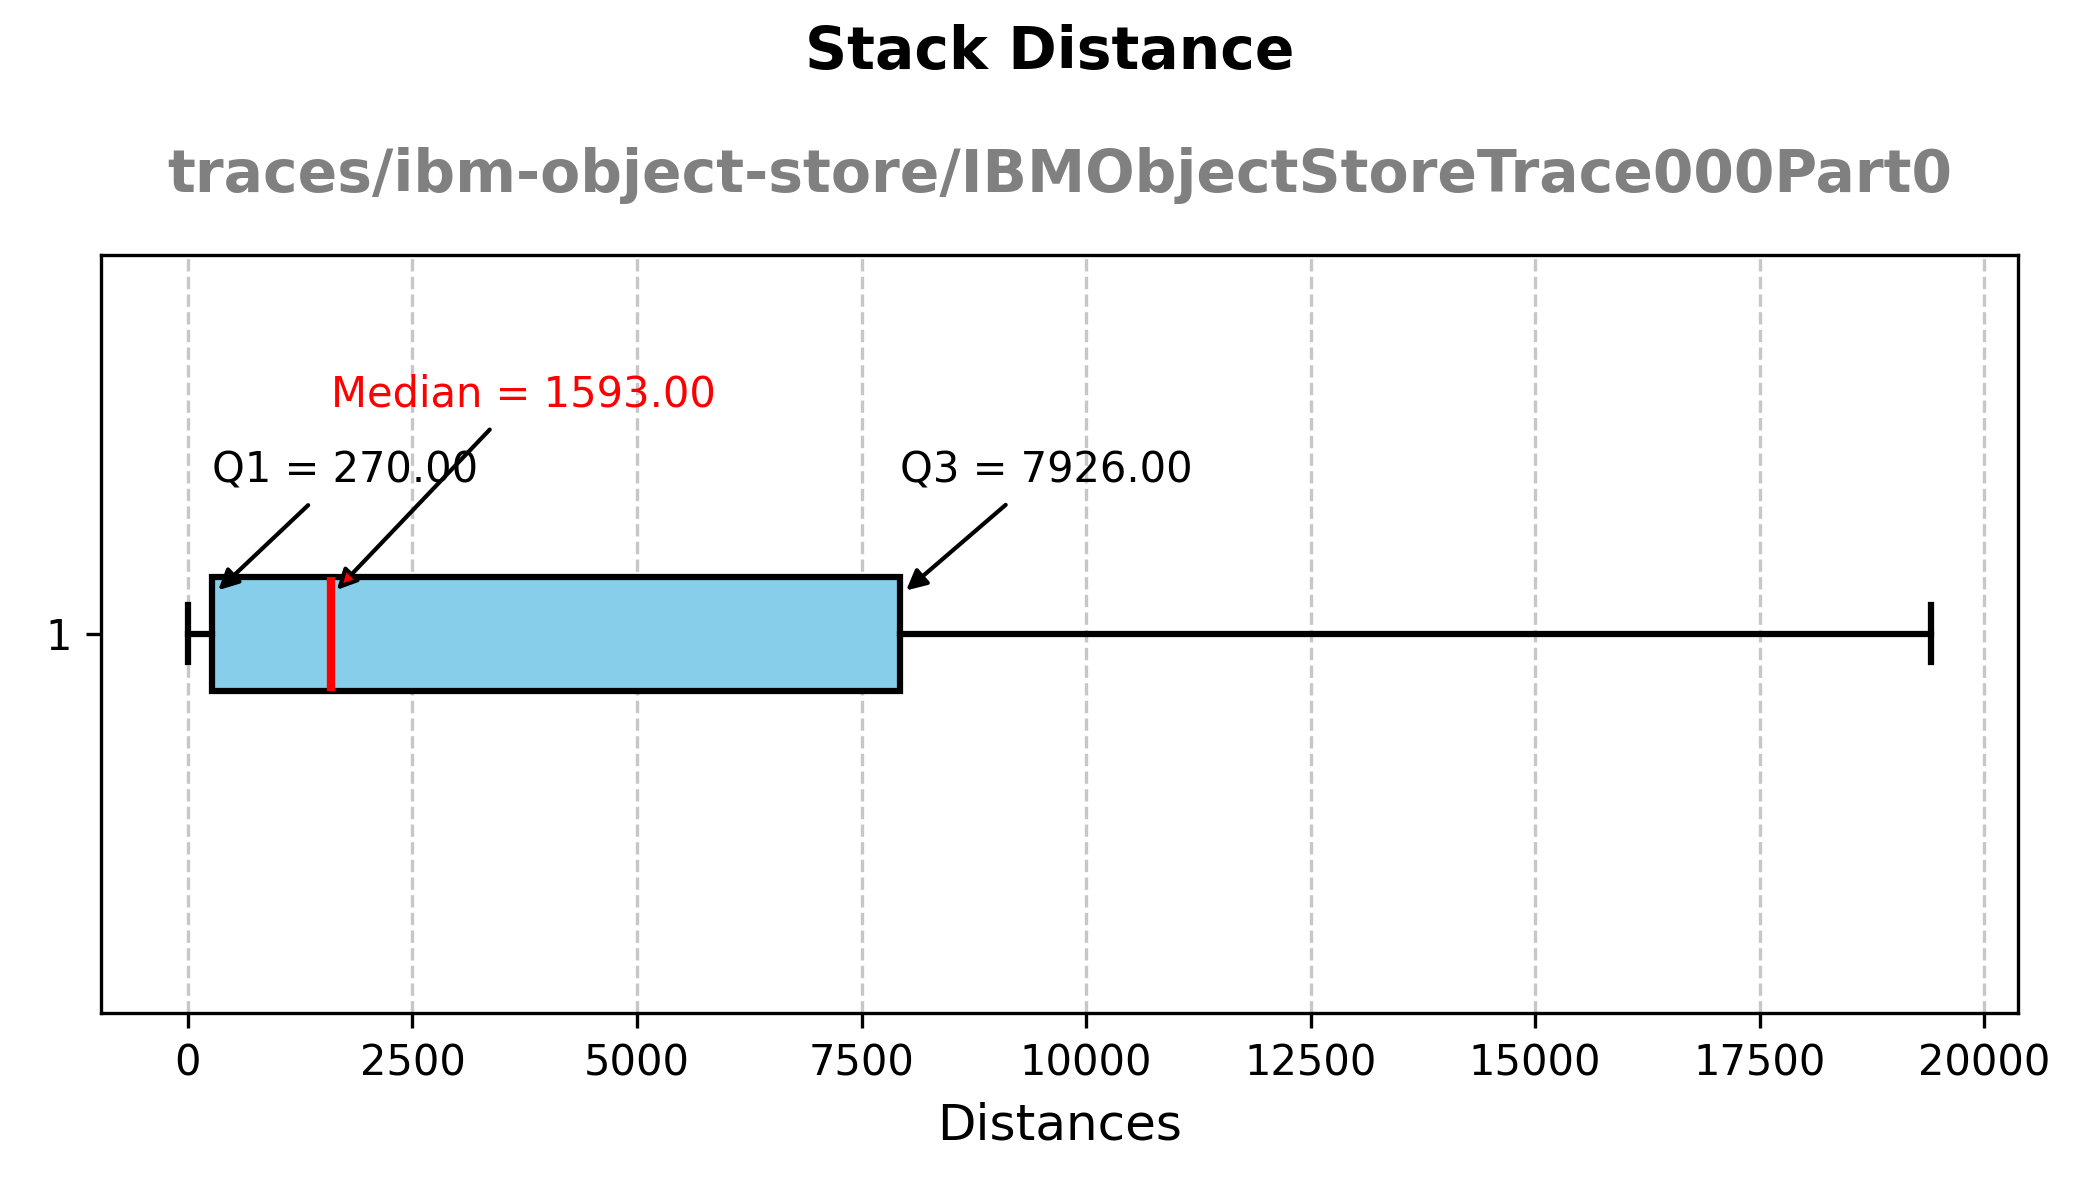 Stack Distance
traces/ibm-object-store/IBMObjectStoreTrace000Part0
Median = 1593.00
Q1 = 270.00
Q3 = 7926.00
1
0 2500 5000 7500 10000 12500 15000 17500 20000
Distances